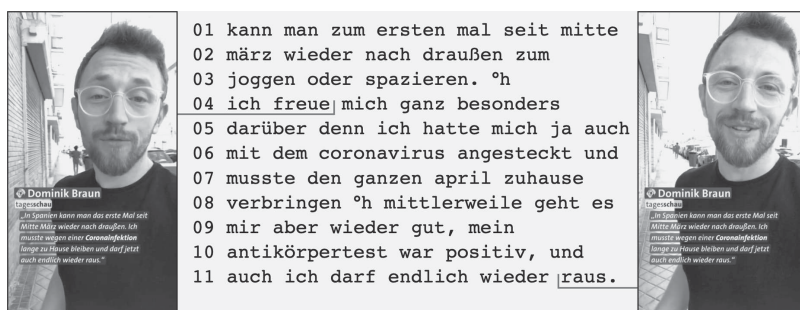 Dominik Braun
tagesschau
„In Spanien kann man das erste Mal seit
Mitte März wieder nach draußen. Ich
musste wegen einer Coronainfektion
lange zu Hause bleiben und darf jetzt
auch endlich wieder raus."
01 kann man zum ersten mal seit mitte
02 märz wieder nach draußen zum
03 joggen oder spazieren. °h
04 ich freue mich ganz besonders
05 darüber denn ich hatte mich ja auch
06 mit dem coronavirus angesteckt und
07 musste den ganzen april zuhause
08 verbringen °h mittlerweile geht es
09 mir aber wieder gut, mein
10 antikörpertest war positiv, und
11 auch ich darf endlich wieder raus.
Dominik Braun
tagesschau
„In Spanien kann man das erste Mal seit
Mitte März wieder nach draußen. Ich
musste wegen einer Coronainfektion
lange zu Hause bleiben und darf jetzt
auch endlich wieder raus."